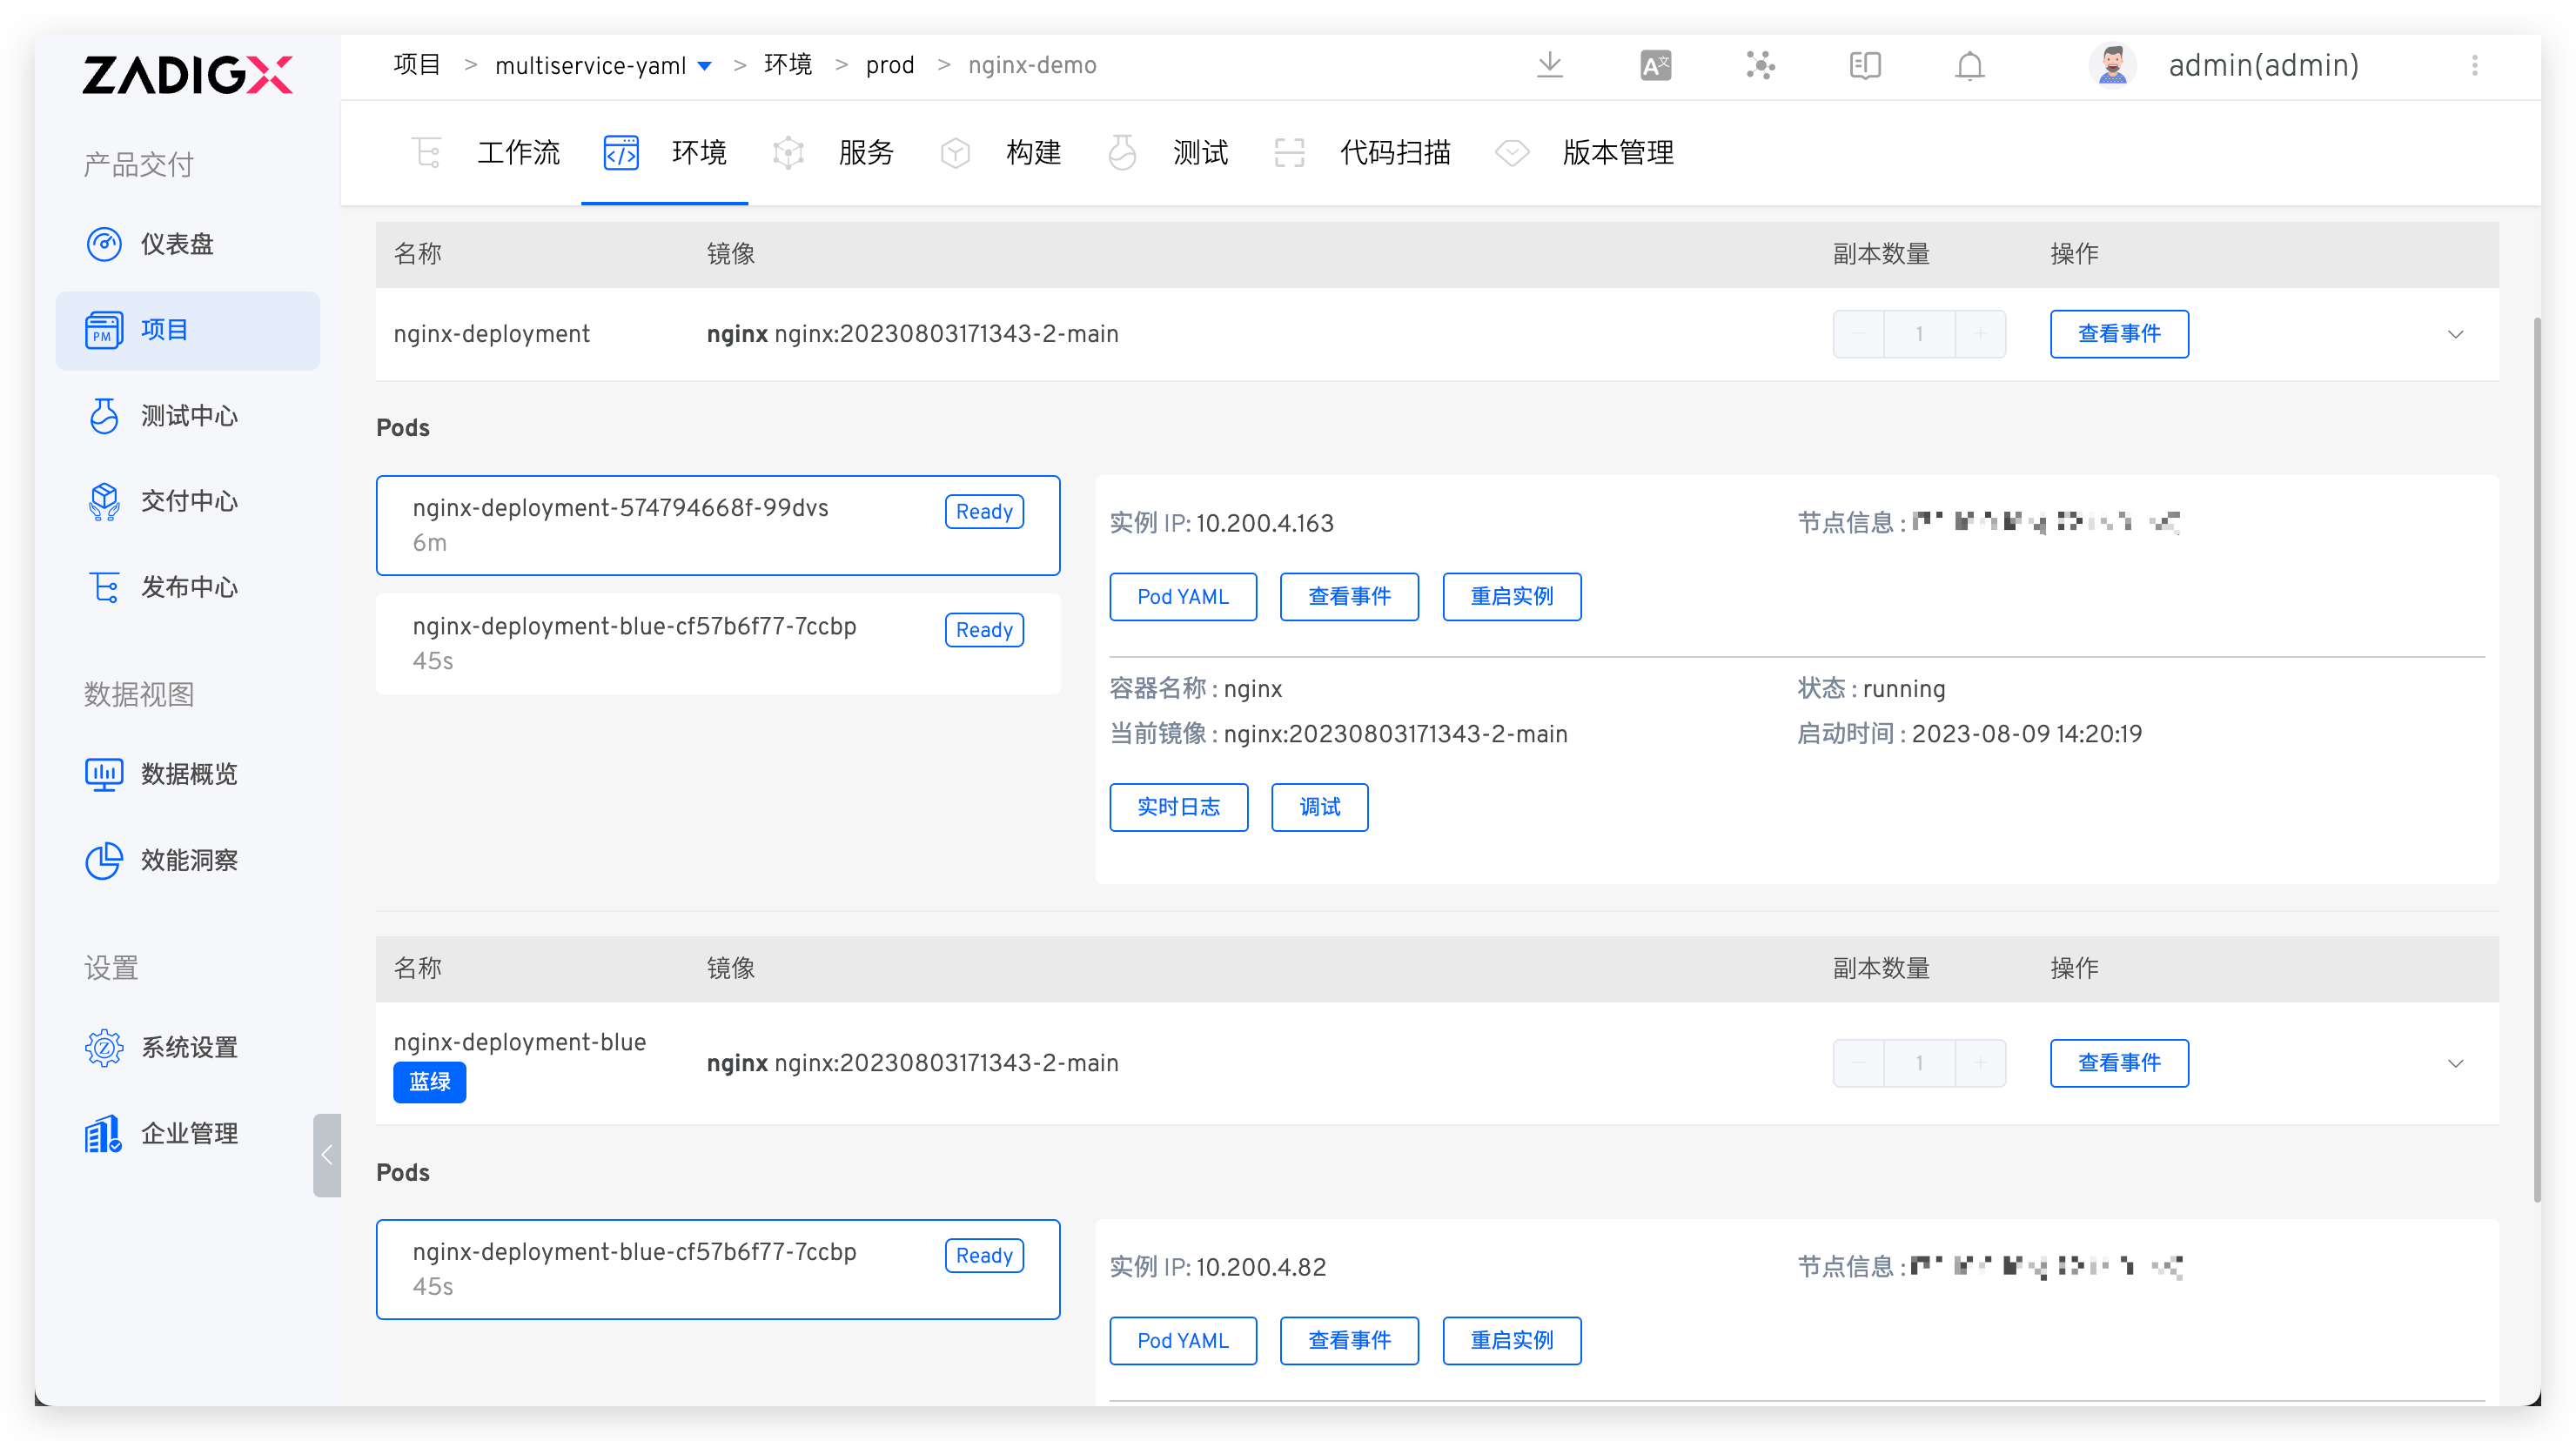 ZADIGX
项目 > multiservice-yaml > 环境 > prod > nginx-demo
admin(admin)
产品交付
仪表盘
项目
测试中心
交付中心
发布中心
数据视图
数据概览
效能洞察
设置
系统设置
企业管理
工作流 环境 服务 构建 测试 代码扫描 版本管理
名称 镜像 副本数量 操作
nginx-deployment nginx nginx:20230803171343-2-main 1 查看事件
Pods
nginx-deployment-574794668f-99dvs Ready
6m
nginx-deployment-blue-cf57b6f77-7ccbp Ready
45s
实例 IP: 10.200.4.163 节点信息 :
Pod YAML 查看事件 重启实例
容器名称 : nginx 状态 : running
当前镜像 : nginx:20230803171343-2-main 启动时间 : 2023-08-09 14:20:19
实时日志 调试
名称 镜像 副本数量 操作
nginx-deployment-blue
蓝绿
nginx nginx:20230803171343-2-main 1 查看事件
Pods
nginx-deployment-blue-cf57b6f77-7ccbp Ready
45s
实例 IP: 10.200.4.82 节点信息 :
Pod YAML 查看事件 重启实例